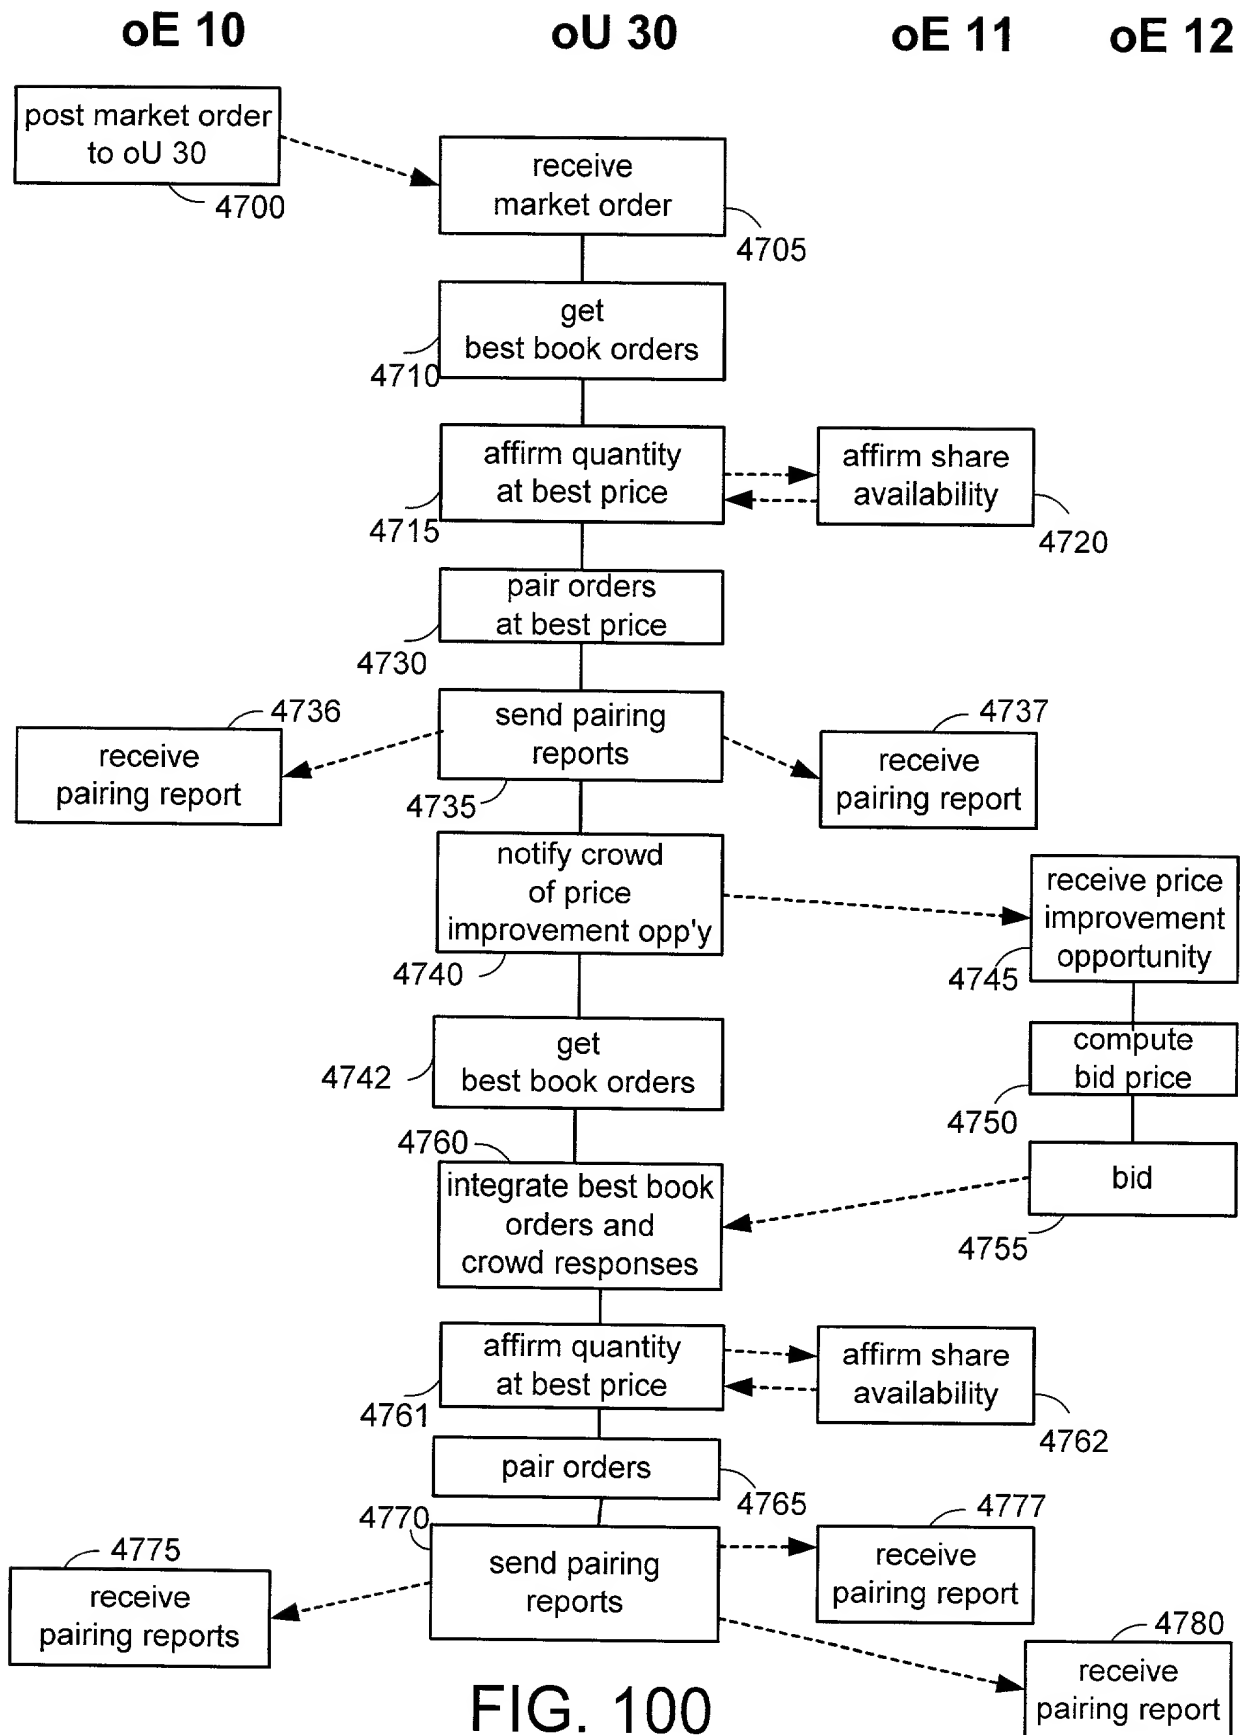 oE 10
oU 30
oE 11
oE 12
post market order
to oU 30
4700
receive
market order
4705
get
best book orders
4710
affirm quantity
at best price
4715
affirm share
availability
4720
pair orders
at best price
4730
send pairing
reports
4735
4736
receive
pairing report
4737
receive
pairing report
notify crowd
of price
improvement opp'y
4740
receive price
improvement
opportunity
4745
get
best book orders
4742
compute
bid price
4750
4760
integrate best book
orders and
crowd responses
bid
4755
affirm quantity
at best price
4761
affirm share
availability
4762
pair orders
4765
4770
send pairing
reports
4777
receive
pairing report
4775
receive
pairing reports
4780
receive
pairing report
FIG. 100